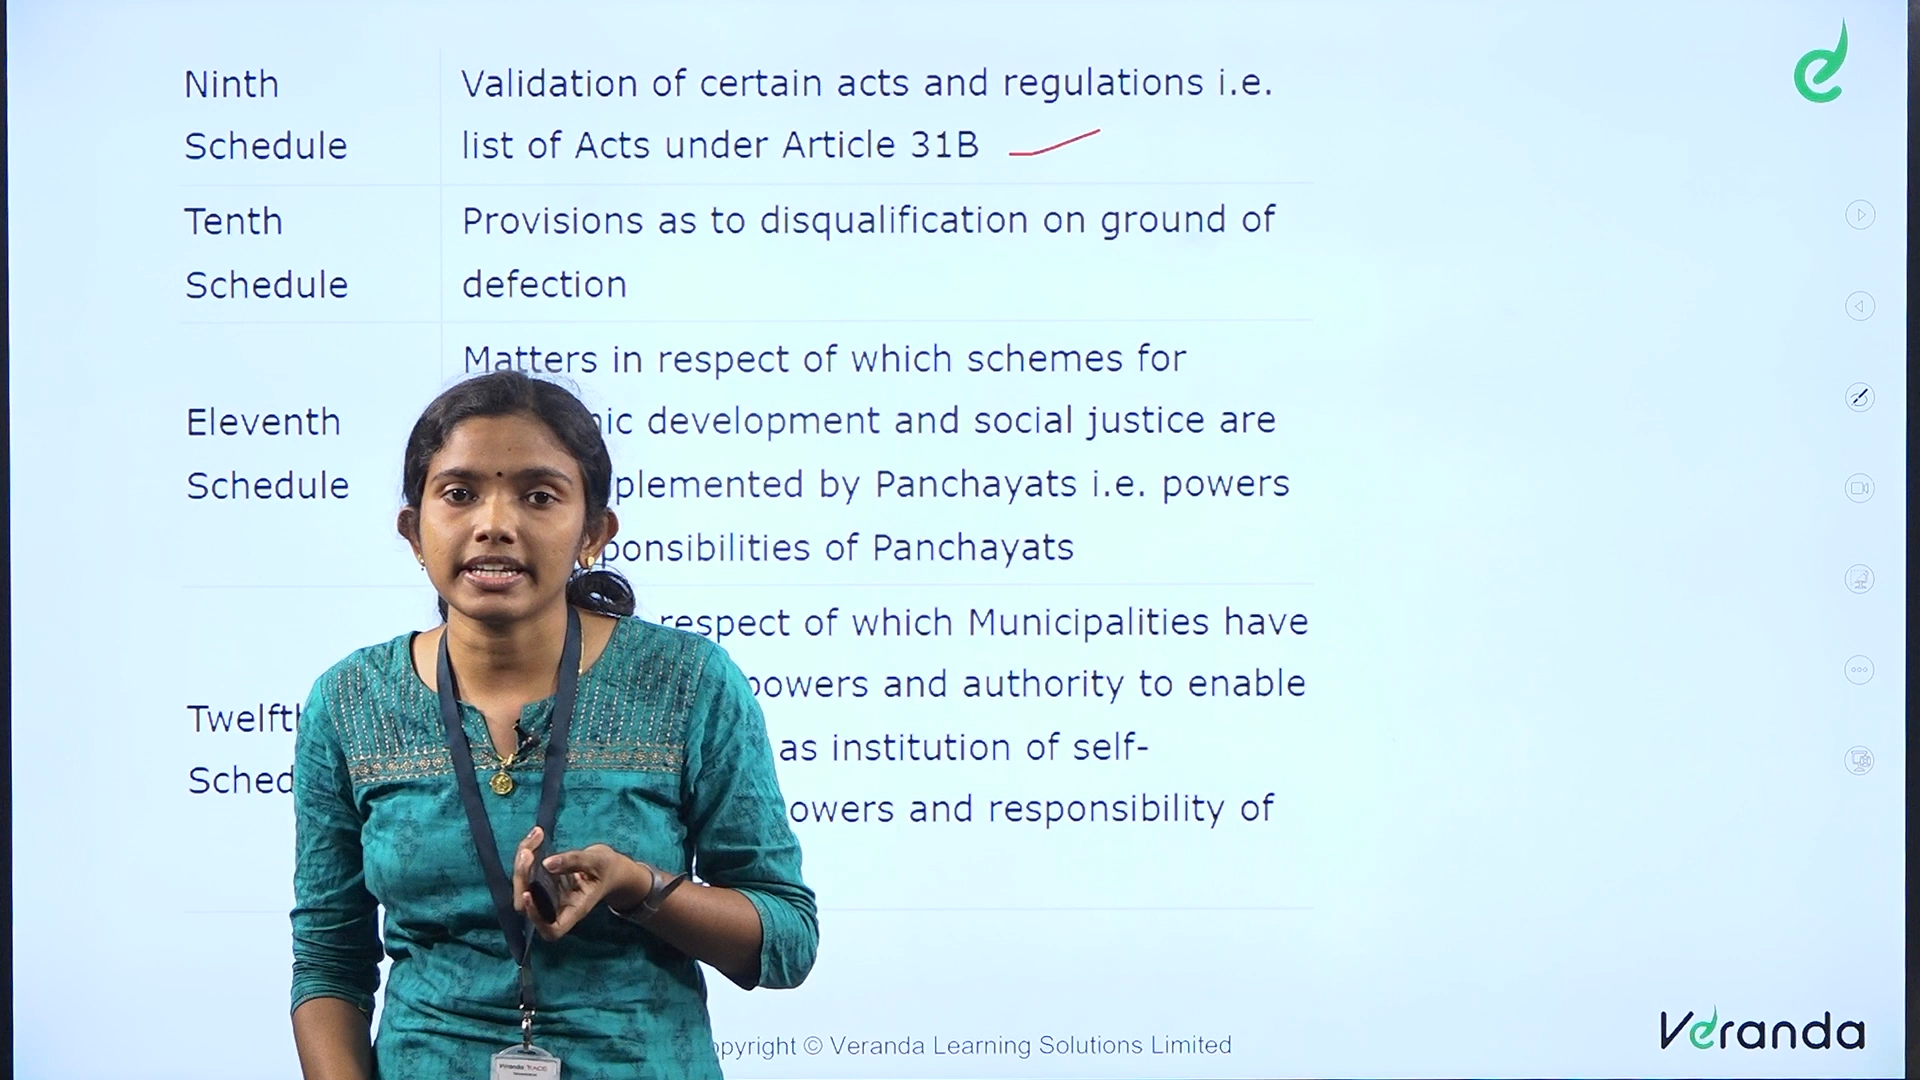 Ninth
Schedule
Validation of certain acts and regulations i.e.
list of Acts under Article 31B
Tenth
Schedule
Provisions as to disqualification on ground of
defection
Eleventh
Schedule
Matters in respect of which schemes for
development and social justice are
plemented by Panchayats i.e. powers
ponsibilities of Panchayats
Twelfth
Sched
respect of which Municipalities have
powers and authority to enable
as institution of self-
owers and responsibility of
opyright © Veranda Learning Solutions Limited
Veranda